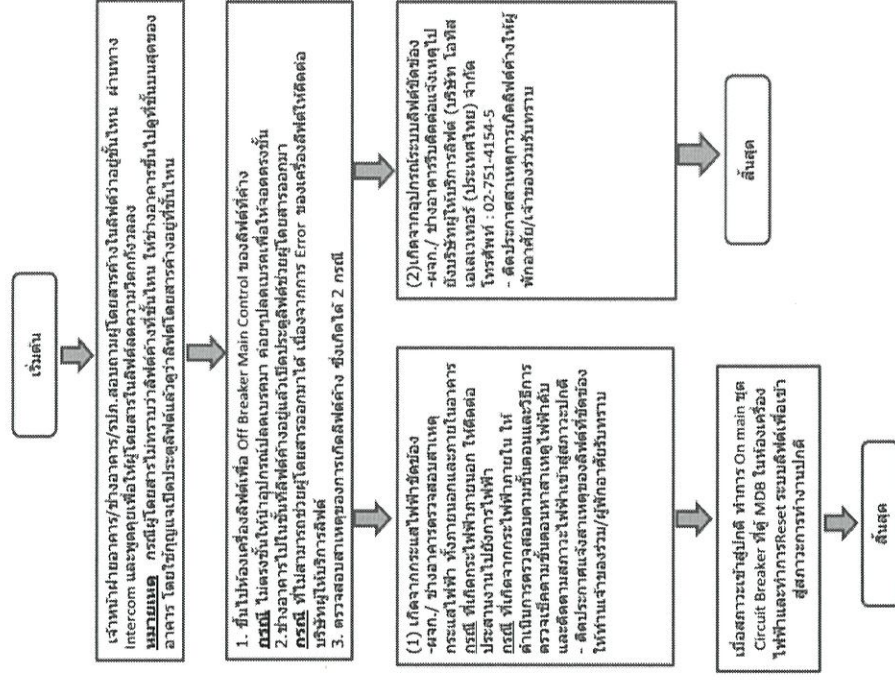 เริ่มต้น
เจ้าหน้าฝ่ายอาคาร/ช่างอาคาร/รปภ.สอบถามผู้โดยสารค้างในลิฟต์ว่าอยู่ชั้นไหน ผ่านทาง
Intercom และพูดคุยเพื่อให้ผู้โดยสารในลิฟต์ลดความวิตกกังวลลง
หมายเหตุ กรณีผู้โดยสารไม่ทราบว่าลิฟต์ค้างที่ชั้นไหน ให้ช่างอาคารขึ้นไปดูที่ชั้นบนสุดของ
อาคาร โดยใช้กุญแจเปิดประตูลิฟต์แล้วดูว่าลิฟต์โดยสารค้างอยู่ที่ชั้นไหน
1. ขึ้นไปห้องเครื่องลิฟต์เพื่อ Off Breaker Main Control ของลิฟต์ที่ค้าง
กรณี ไม่ตรงชั้นให้นำอุปกรณ์ปลดเบรคมา ค่อยๆปลดเบรคเพื่อให้จอดตรงชั้น
2.ช่างอาคารไปในชั้นที่ลิฟต์ค้างอยู่แล้วเปิดประตูลิฟต์ช่วยผู้โดยสารออกมา
กรณี ที่ไม่สามารถช่วยผู้โดยสารออกมาได้ เนื่องจากการ Error ของเครื่องลิฟต์ให้ติดต่อ
บริษัทผู้ให้บริการลิฟต์
3. ตรวจสอบสาเหตุของการเกิดลิฟต์ค้าง ซึ่งเกิดได้ 2 กรณี
(1) เกิดจากกระแสไฟฟ้าขัดข้อง
-ผจก./ ช่างอาคารตรวจสอบสาเหตุ
กระแสไฟฟ้า ทั้งภายนอกและภายในอาคาร
กรณี ที่เกิดกระไฟฟ้าภายนอก ให้ติดต่อ
ประสานงานไปยังการไฟฟ้า
กรณี ที่เกิดจากกระไฟฟ้าภายใน ให้
ดำเนินการตรวจสอบตามขั้นตอนและวิธีการ
ตรวจเช็คตามขั้นตอนหาสาเหตุไฟฟ้าดับ
และติดตามสภาวะไฟฟ้าเข้าสู่สภาวะปกติ
- ติดประกาศแจ้งสาเหตุของลิฟต์ที่ขัดข้อง
ให้ท่านเจ้าของร่วม/ผู้พักอาศัยรับทราบ
(2)เกิดจากอุปกรณ์ระบบลิฟต์ขัดข้อง
-ผจก./ ช่างอาคารรีบติดต่อแจ้งเหตุไป
ยังบริษัทผู้ให้บริการลิฟต์ (บริษัท โอทิส
เอเลเวเทอร์ (ประเทศไทย) จำกัด
โทรศัพท์ : 02-751-4154-5
- ติดประกาศสาเหตุการเกิดลิฟต์ค้างให้ผู้
พักอาศัย/เจ้าของร่วมรับทราบ
เมื่อสภาวะเข้าสู่ปกติ ทำการ On main ชุด
Circuit Breaker ที่ตู้ MDB ในห้องเครื่อง
ไฟฟ้าและทำการReset ระบบลิฟต์เพื่อเข้า
สู่สภาวะการทำงานปกติ
สิ้นสุด
สิ้นสุด